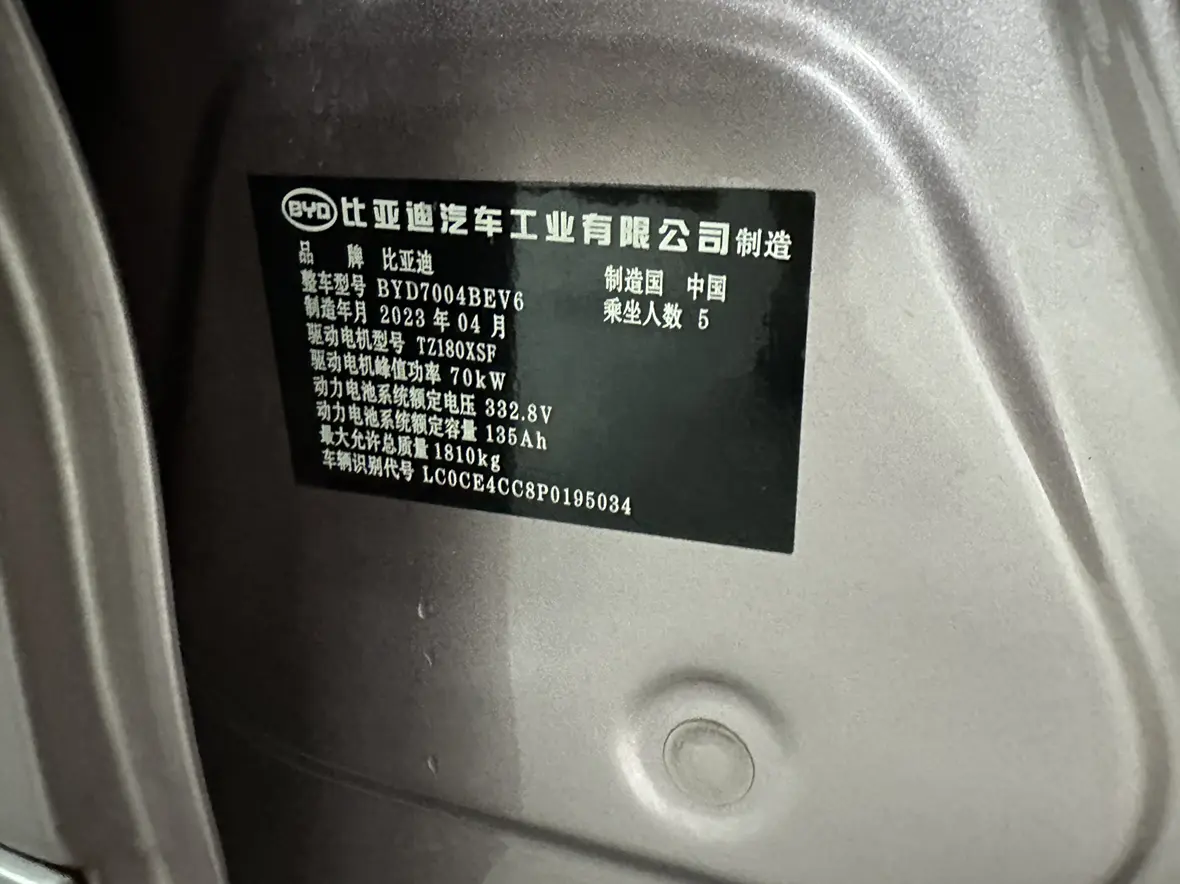 BYD 比亚迪汽车工业有限公司制造
品 牌 比亚迪 制造国 中国
整车型号 BYD7004BEV6 乘坐人数 5
制造年月 2023 年 04 月
驱动电机型号 TZ180XSF
驱动电机峰值功率 70kW
动力电池系统额定电压 332.8V
动力电池系统额定容量 135Ah
最大允许总质量 1810kg
车辆识别代号 LC0CE4CC8P0195034